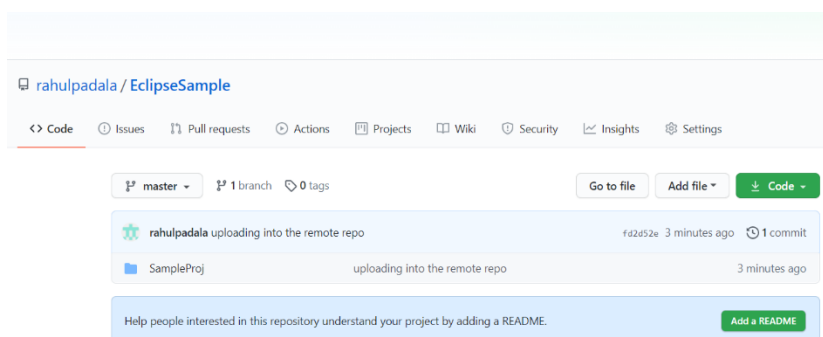 rahulpadala / EclipseSample
<> Code Issues Pull requests Actions Projects Wiki Security Insights Settings
master 1 branch 0 tags Go to file Add file Code
rahulpadala uploading into the remote repo fd2d52e 3 minutes ago 1 commit
SampleProj uploading into the remote repo 3 minutes ago
Help people interested in this repository understand your project by adding a README. Add a README